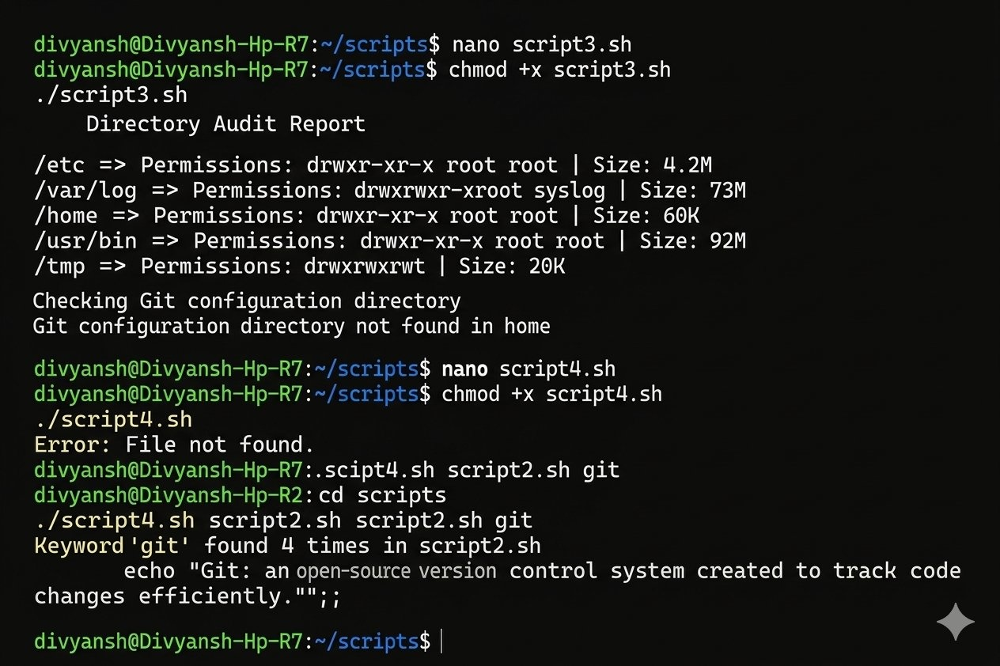 divyansh@Divyansh-Hp-R7:~/scripts$ nano script3.sh
divyansh@Divyansh-Hp-R7:~/scripts$ chmod +x script3.sh
./script3.sh
Directory Audit Report
/etc => Permissions: drwxr-xr-x root root | Size: 4.2M
/var/log => Permissions: drwxrwxr-xroot syslog | Size: 73M
/home => Permissions: drwxr-xr-x root root | Size: 60K
/usr/bin => Permissions: drwxr-xr-x root root | Size: 92M
/tmp => Permissions: drwxrwxrwt | Size: 20K
Checking Git configuration directory
Git configuration directory not found in home
divyansh@Divyansh-Hp-R7:~/scripts$ nano script4.sh
divyansh@Divyansh-Hp-R7:~/scripts$ chmod +x script4.sh
./script4.sh
Error: File not found.
divyansh@Divyansh-Hp-R7:.scipt4.sh script2.sh git
divyansh@Divyansh-Hp-R2:cd scripts
./script4.sh script2.sh script2.sh git
Keyword 'git' found 4 times in script2.sh
echo "Git: an open-source version control system created to track code
changes efficiently."";;
divyansh@Divyansh-Hp-R7:~/scripts$